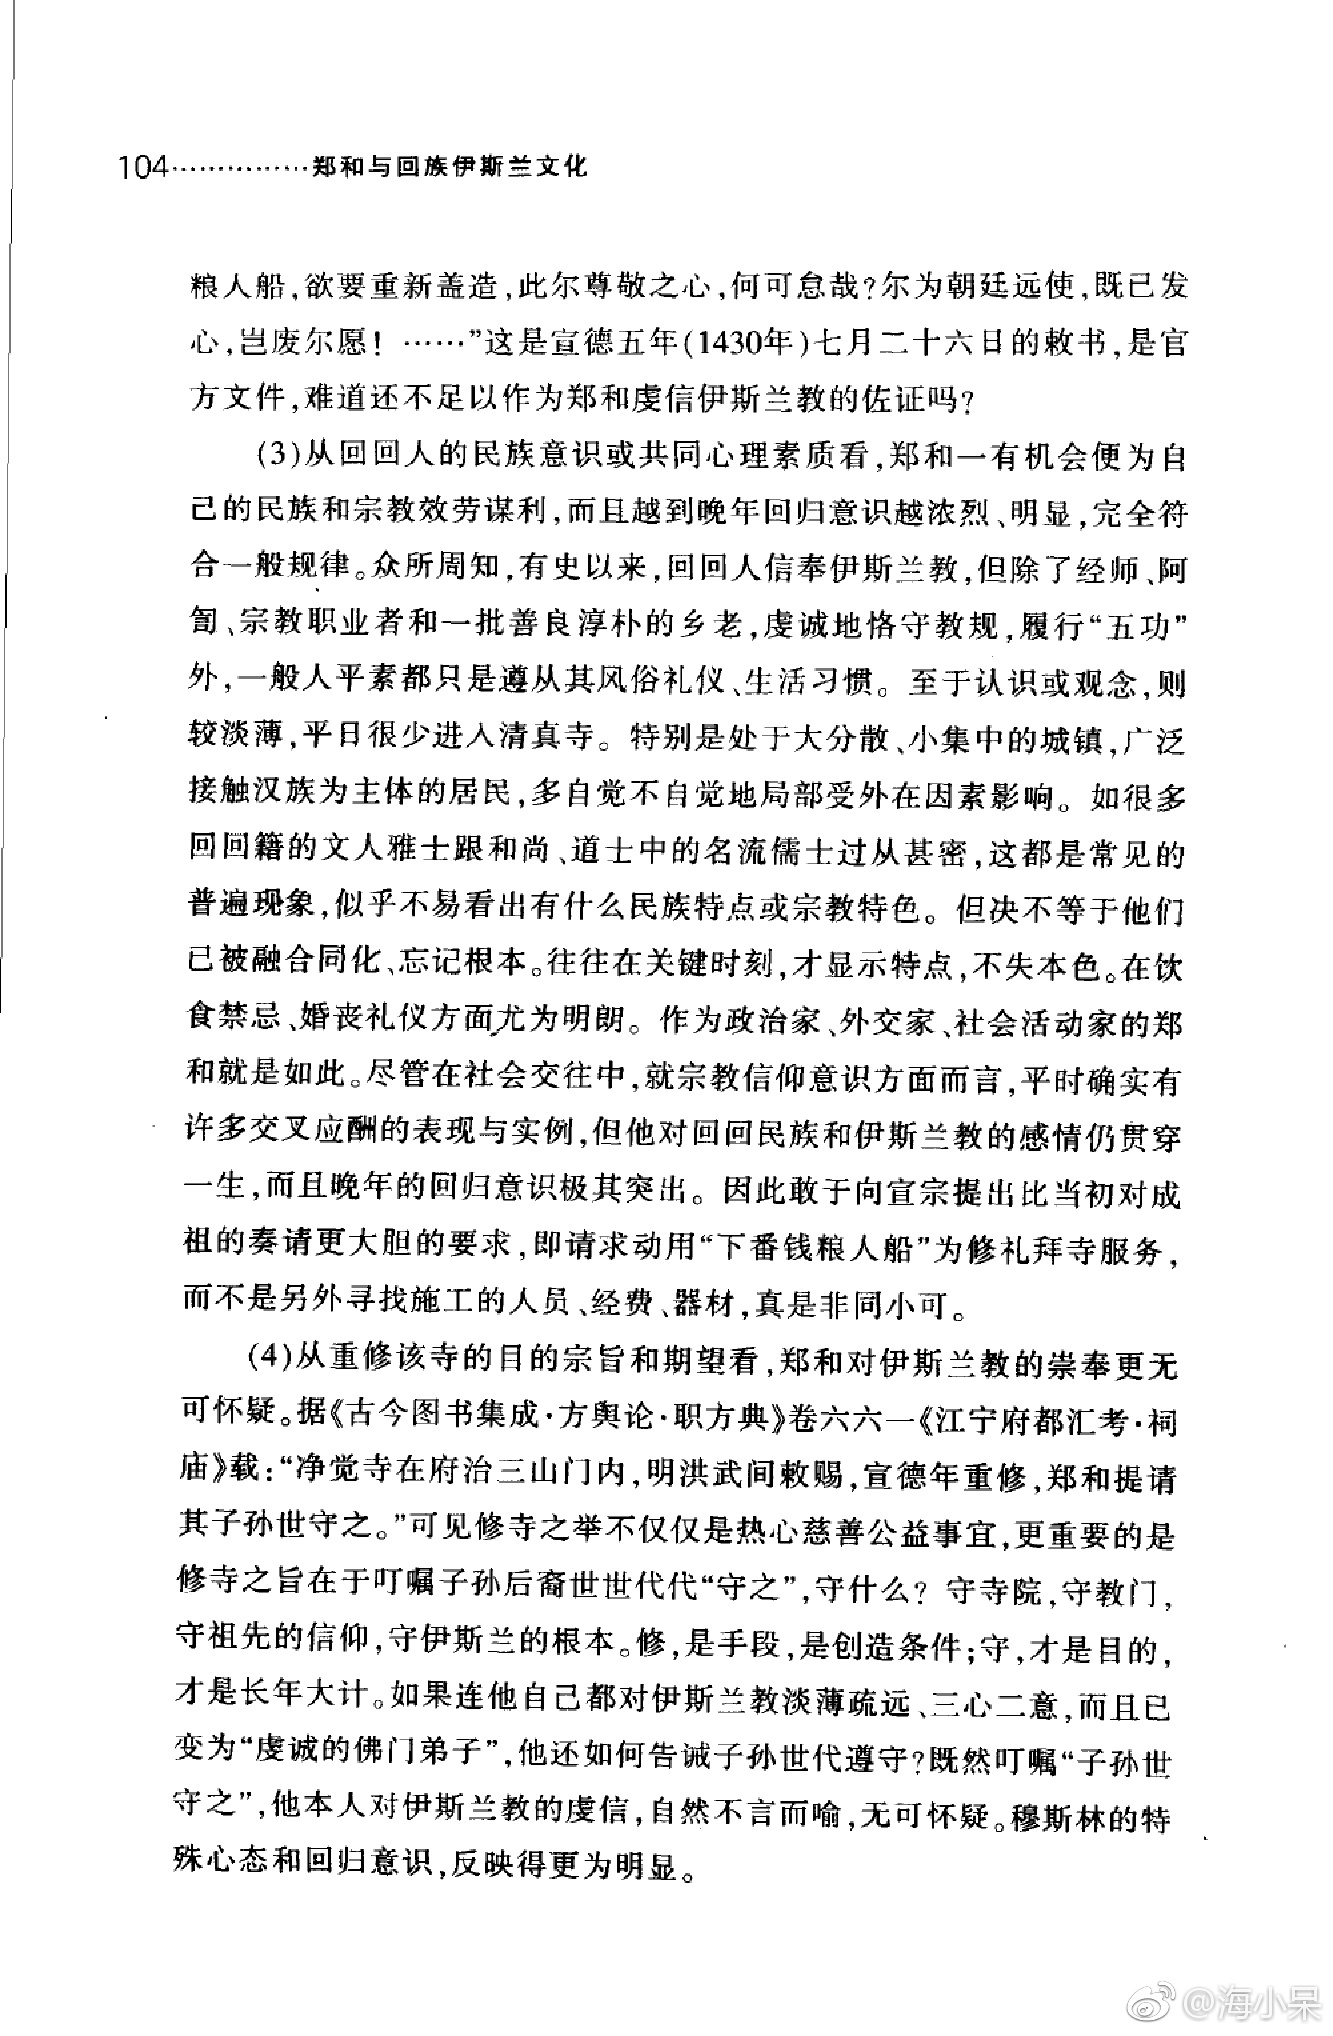 104……………郑和与回族伊斯兰文化
粮人船,欲要重新盖造,此尔尊敬之心,何可怠哉?尔为朝廷远使,既已发
心,岂废尔愿! ……”这是宣德五年(1430年)七月二十六日的敕书,是官
方文件,难道还不足以作为郑和虔信伊斯兰教的佐证吗?
(3)从回回人的民族意识或共同心理素质看,郑和一有机会便为自
己的民族和宗教效劳谋利,而且越到晚年回归意识越浓烈、明显,完全符
合一般规律。众所周知,有史以来,回回人信奉伊斯兰教,但除了经师、阿
訇、宗教职业者和一批善良淳朴的乡老,虔诚地恪守教规,履行“五功”
外,一般人平素都只是遵从其风俗礼仪、生活习惯。至于认识或观念,则
较淡薄,平日很少进入清真寺。特别是处于大分散、小集中的城镇,广泛
接触汉族为主体的居民,多自觉不自觉地局部受外在因素影响。如很多
回回籍的文人雅士跟和尚、道士中的名流儒士过从甚密,这都是常见的
普遍现象,似乎不易看出有什么民族特点或宗教特色。但决不等于他们
已被融合同化、忘记根本。往往在关键时刻,才显示特点,不失本色。在饮
食禁忌、婚丧礼仪方面尤为明朗。作为政治家、外交家、社会活动家的郑
和就是如此。尽管在社会交往中,就宗教信仰意识方面而言,平时确实有
许多交叉应酬的表现与实例,但他对回回民族和伊斯兰教的感情仍贯穿
一生,而且晚年的回归意识极其突出。因此敢于向宣宗提出比当初对成
祖的奏请更大胆的要求,即请求动用“下番钱粮人船”为修礼拜寺服务,
而不是另外寻找施工的人员、经费、器材,真是非同小可。
(4)从重修该寺的目的宗旨和期望看,郑和对伊斯兰教的崇奉更无
可怀疑。据《古今图书集成·方舆论·职方典》卷六六一《江宁府都汇考·祠
庙》载:“净觉寺在府治三山门内,明洪武间敕赐,宣德年重修,郑和提请
其子孙世守之。”可见修寺之举不仅仅是热心慈善公益事宜,更重要的是
修寺之旨在于叮嘱子孙后裔世世代代“守之”,守什么? 守寺院,守教门,
守祖先的信仰,守伊斯兰的根本。修,是手段,是创造条件;守,才是目的,
才是长年大计。如果连他自己都对伊斯兰教淡薄疏远、三心二意,而且已
变为“虔诚的佛门弟子”,他还如何告诫子孙世代遵守?既然叮嘱“子孙世
守之”,他本人对伊斯兰教的虔信,自然不言而喻,无可怀疑。穆斯林的特
殊心态和回归意识,反映得更为明显。
@海小呆